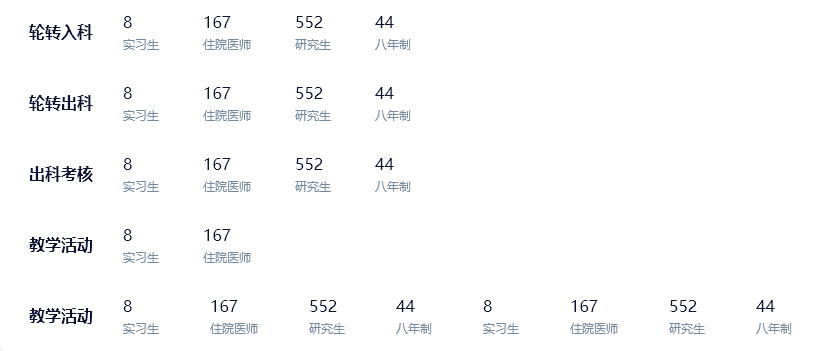 轮转入科
8 167 552 44
实习生 住院医师 研究生 八年制
轮转出科
8 167 552 44
实习生 住院医师 研究生 八年制
出科考核
8 167 552 44
实习生 住院医师 研究生 八年制
教学活动
8 167
实习生 住院医师
教学活动
8 167 552 44 8 167 552 44
实习生 住院医师 研究生 八年制 实习生 住院医师 研究生 八年制